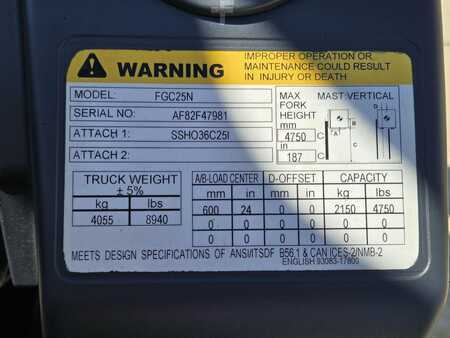 WARNING
IMPROPER OPERATION OR
MAINTENANCE COULD RESULT
IN INJURY OR DEATH
MODEL: FGC25N
SERIAL NO: AF82F47981
ATTACH 1: SSHO36C25I
ATTACH 2:
MAX
FORK
HEIGHT
mm
4750 C
in
187 C
MAST:VERTICAL
A
B
C
TRUCK WEIGHT
± 5%
kg lbs
4055 8940
A/B-LOAD CENTER D-OFFSET CAPACITY
mm in mm in kg lbs
600 24 0 0 2150 4750
0 0 0 0 0 0
0 0 0 0 0 0
MEETS DESIGN SPECIFICATIONS OF ANSI/ITSDF B56.1 & CAN ICES-2/NMB-2
ENGLISH 93083-17800